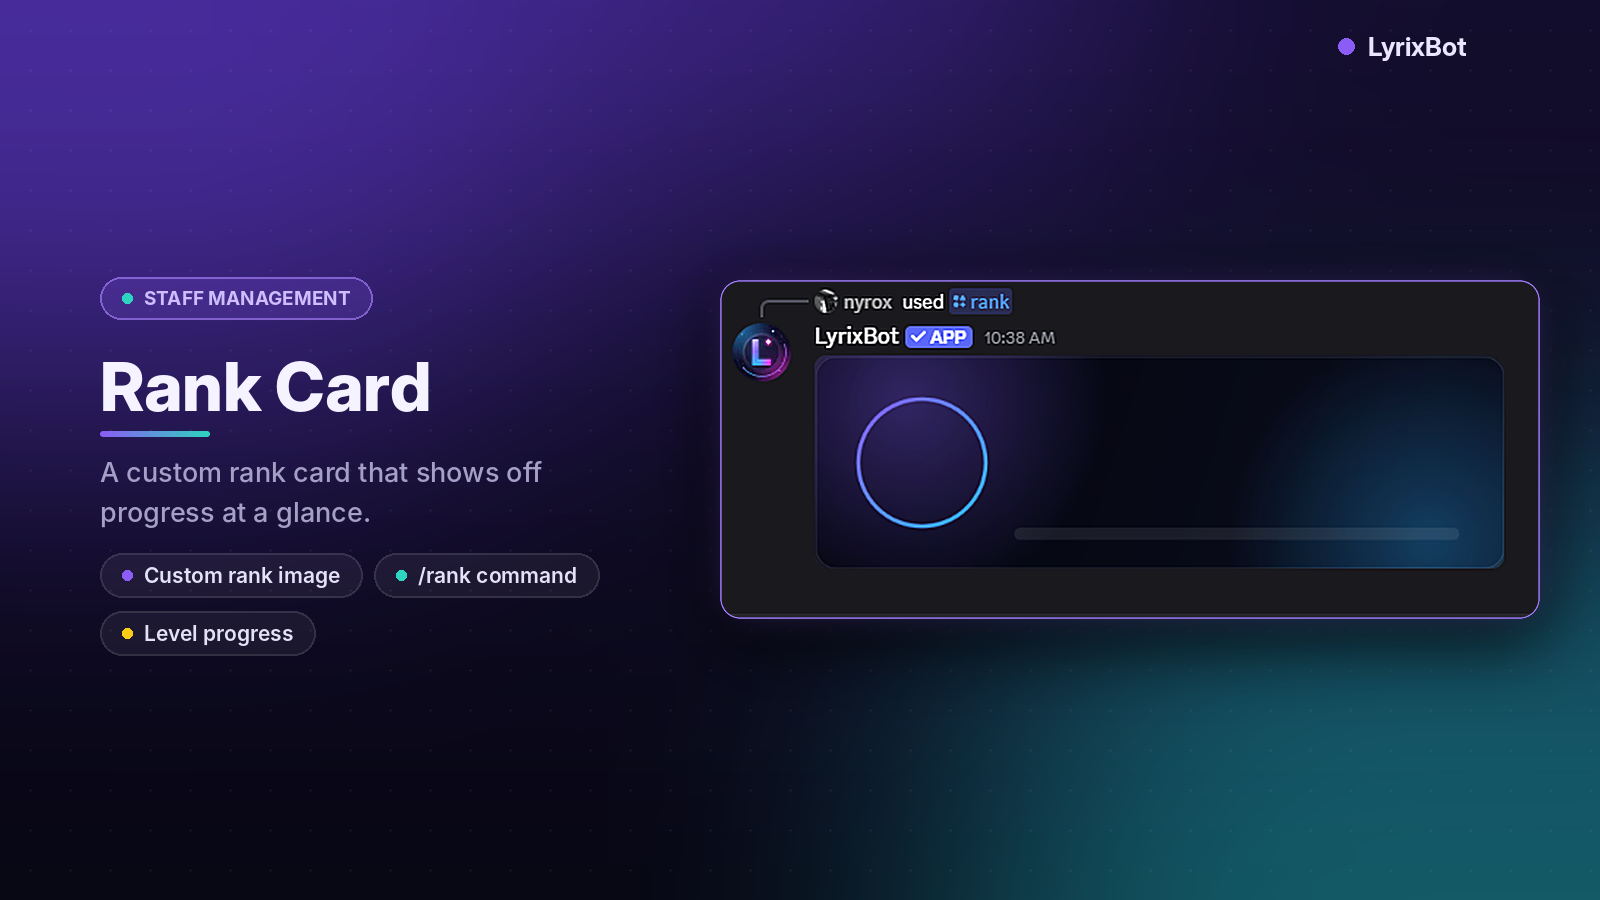 LyrixBot
STAFF MANAGEMENT
Rank Card
A custom rank card that shows off
progress at a glance.
Custom rank image
/rank command
Level progress
nyrox used rank
LyrixBot APP 10:38 AM